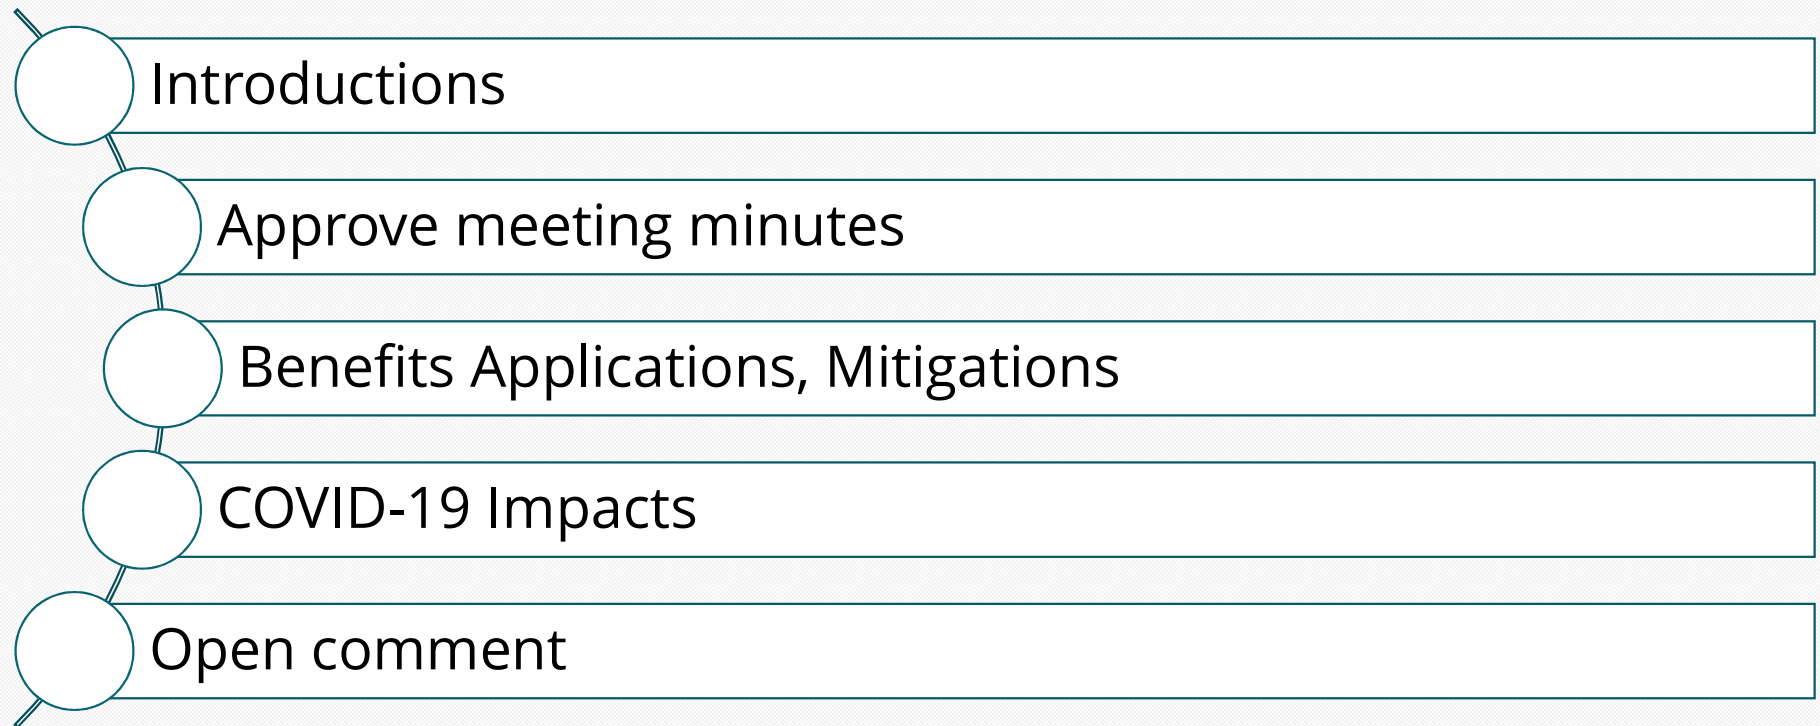 Introductions
Approve meeting minutes
Benefits Applications, Mitigations
COVID-19 Impacts
Open comment